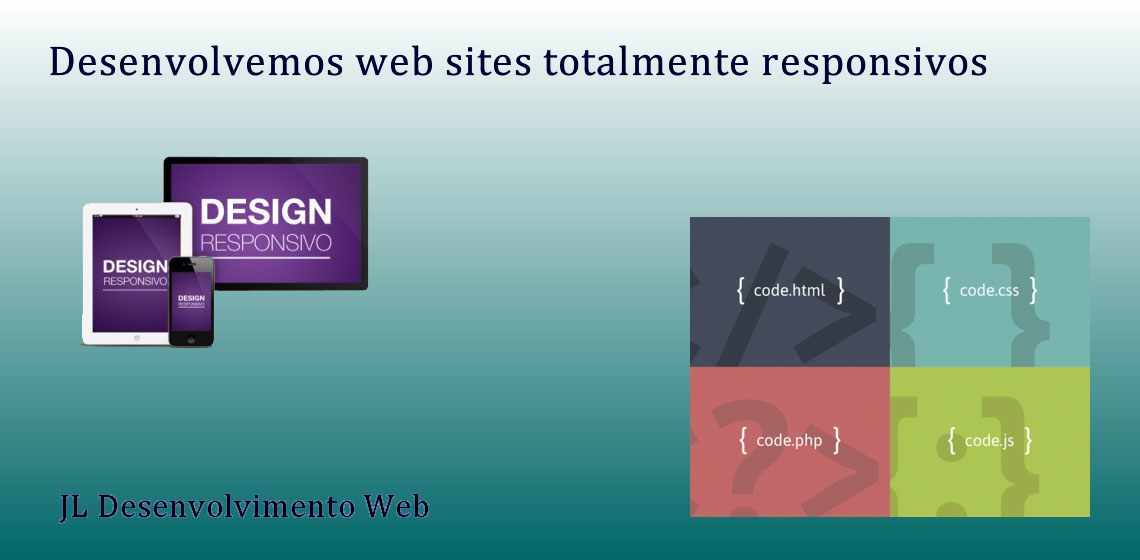 Desenvolvemos web sites totalmente responsivos
DESIGN
RESPONSIVO
DESIGN
RESPONSIVO
DESIGN
RESPONSIVO
{ code.html }
{ code.css }
{ code.php }
{ code.js }
JL Desenvolvimento Web